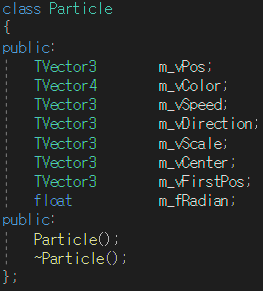 class Particle
{
public:
    TVector3        m_vPos;
    TVector4        m_vColor;
    TVector3        m_vSpeed;
    TVector3        m_vDirection;
    TVector3        m_vScale;
    TVector3        m_vCenter;
    TVector3        m_vFirstPos;
    float           m_fRadian;
public:
    Particle();
    ~Particle();
};